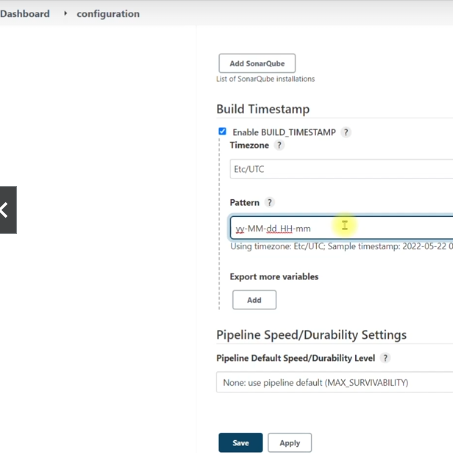 Dashboard ‣ configuration
Add SonarQube
List of SonarQube installations
Build Timestamp
Enable BUILD_TIMESTAMP ?
Timezone ?
Etc/UTC
Pattern ?
yy-MM-dd_HH-mm
Using timezone: Etc/UTC; Sample timestamp: 2022-05-22 0
Export more variables
Add
Pipeline Speed/Durability Settings
Pipeline Default Speed/Durability Level ?
None: use pipeline default (MAX_SURVIVABILITY)
Save Apply